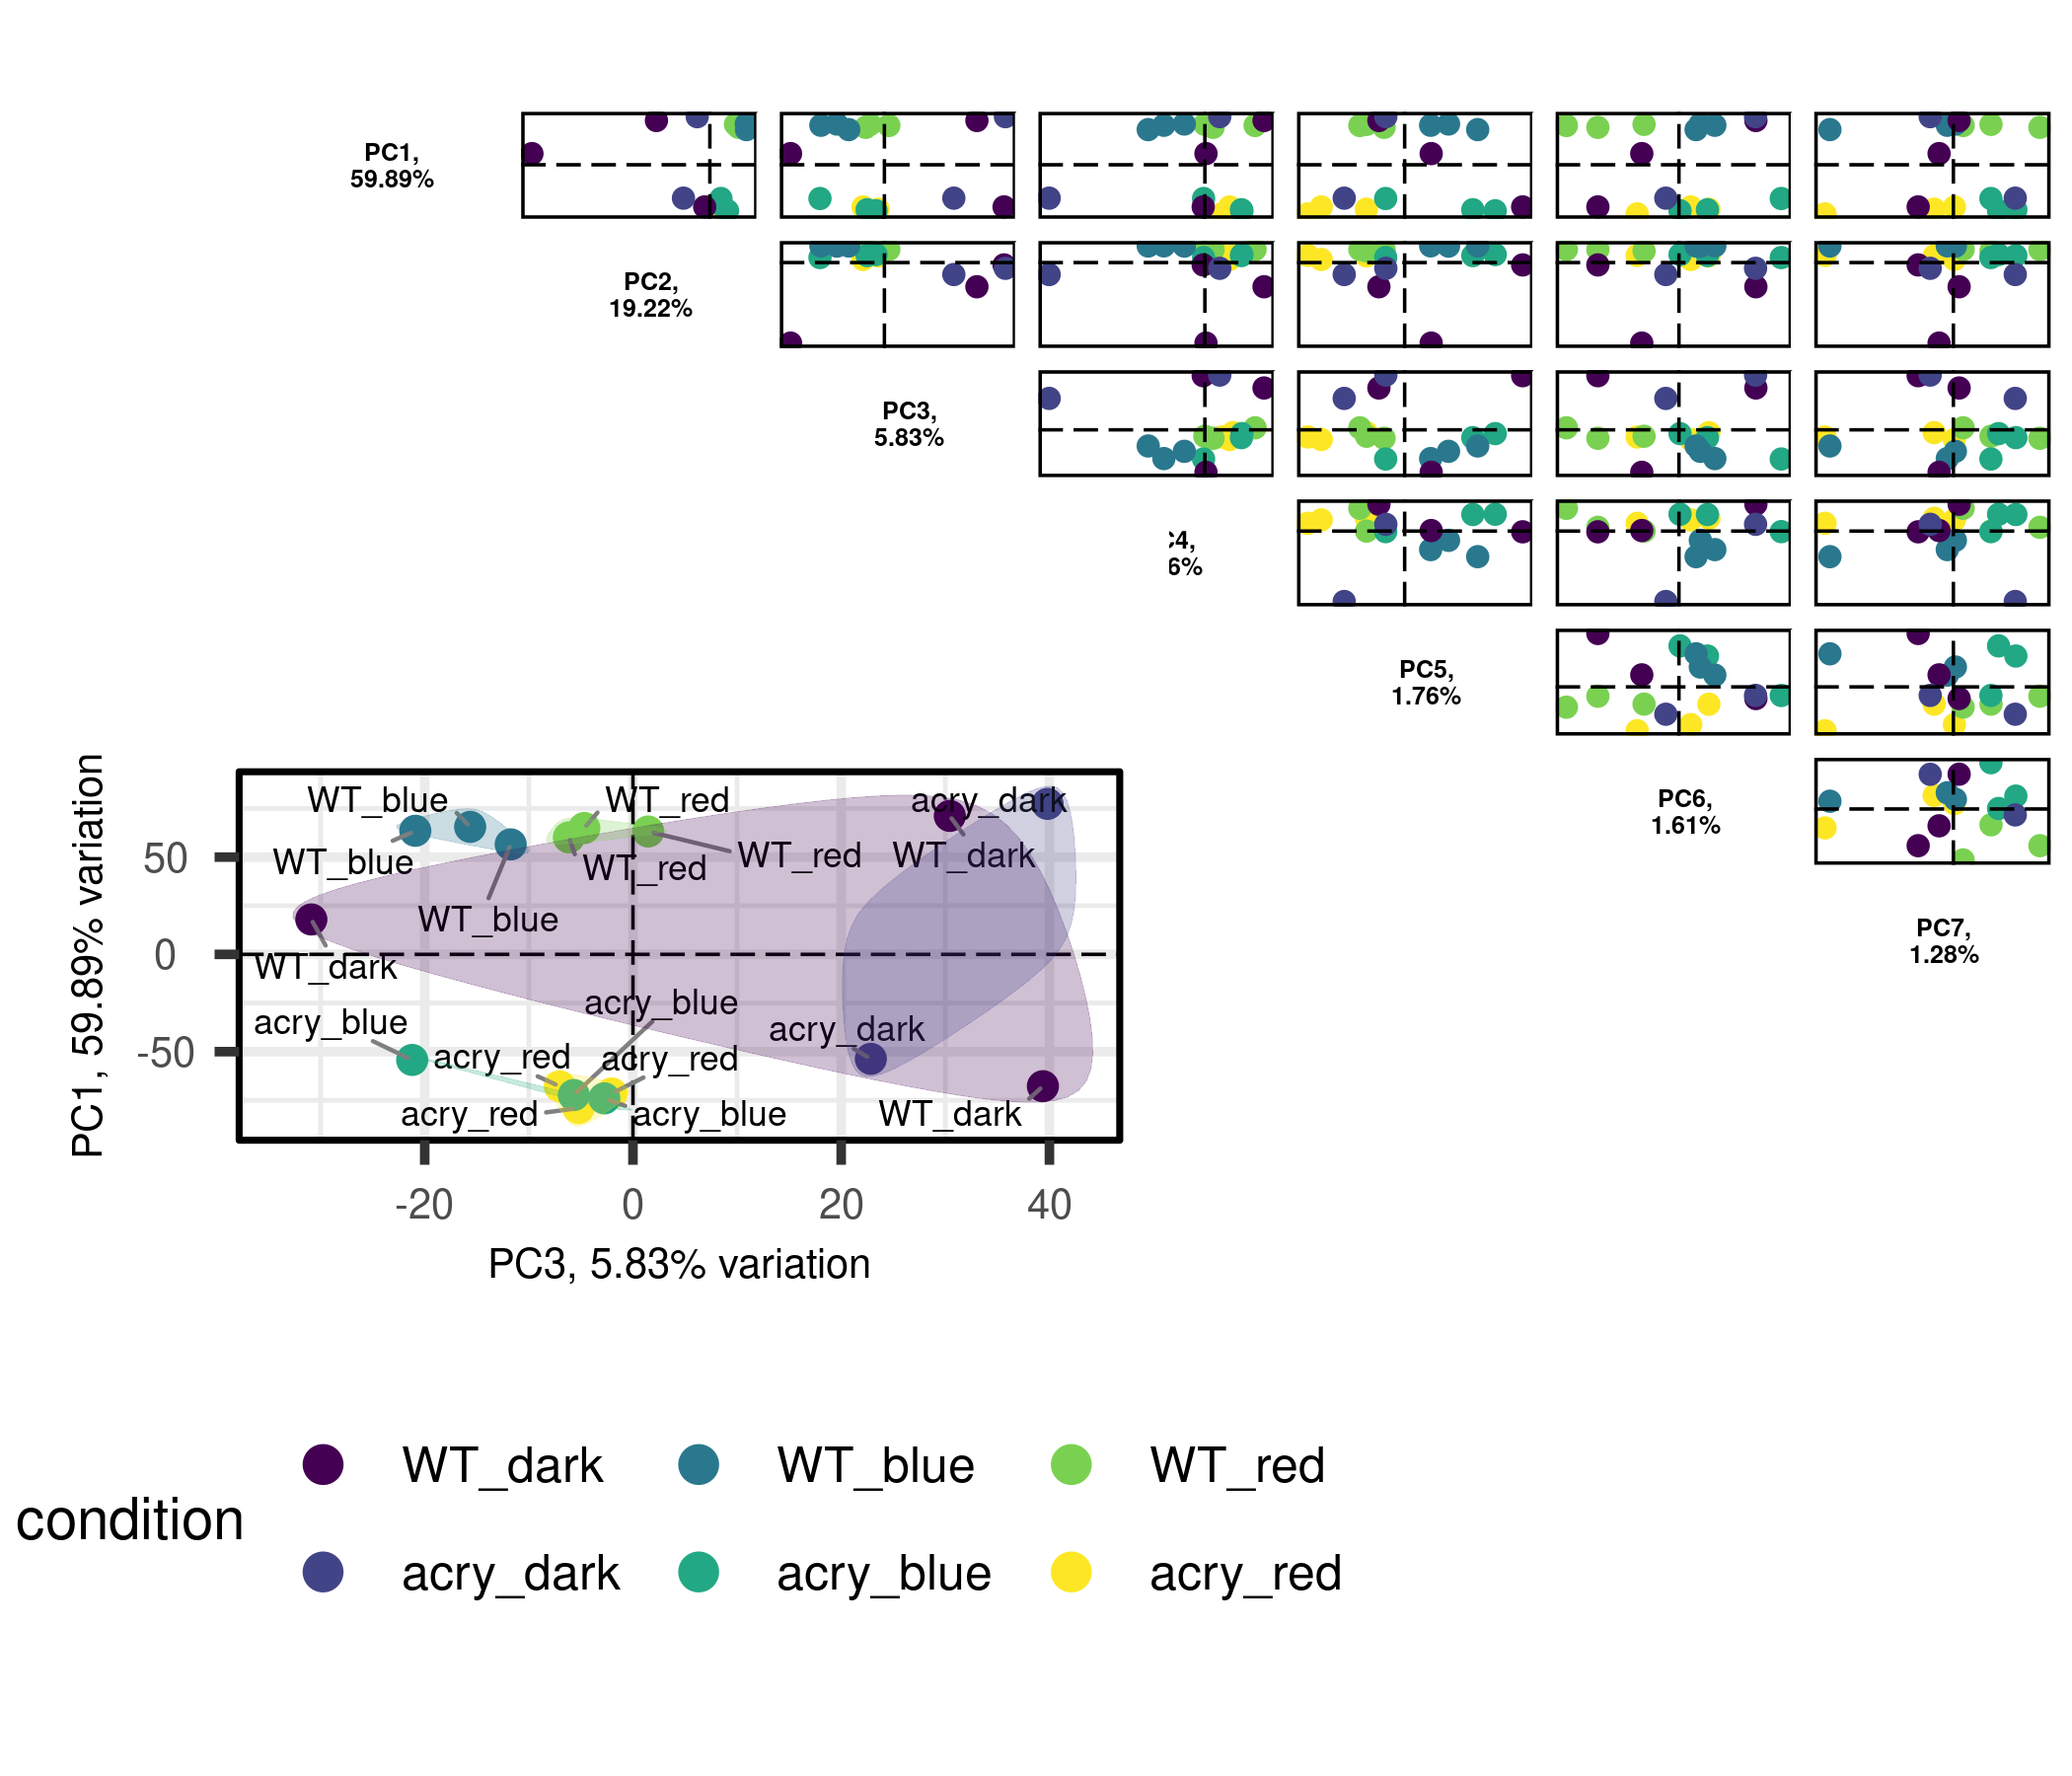 PC1,
59.89%
PC2,
19.22%
PC3,
5.83%
C4,
6%
PC5,
1.76%
PC6,
1.61%
PC7,
1.28%
PC1, 59.89% variation
50
0
-50
WT_blue
WT_red
acry_dark
WT_blue
WT_red
WT_red
WT_dark
WT_blue
WT_dark
acry_blue
acry_blue
acry_dark
acry_red
acry_red
acry_red
acry_blue
WT_dark
-20
0
20
40
PC3, 5.83% variation
condition
WT_dark
WT_blue
WT_red
acry_dark
acry_blue
acry_red